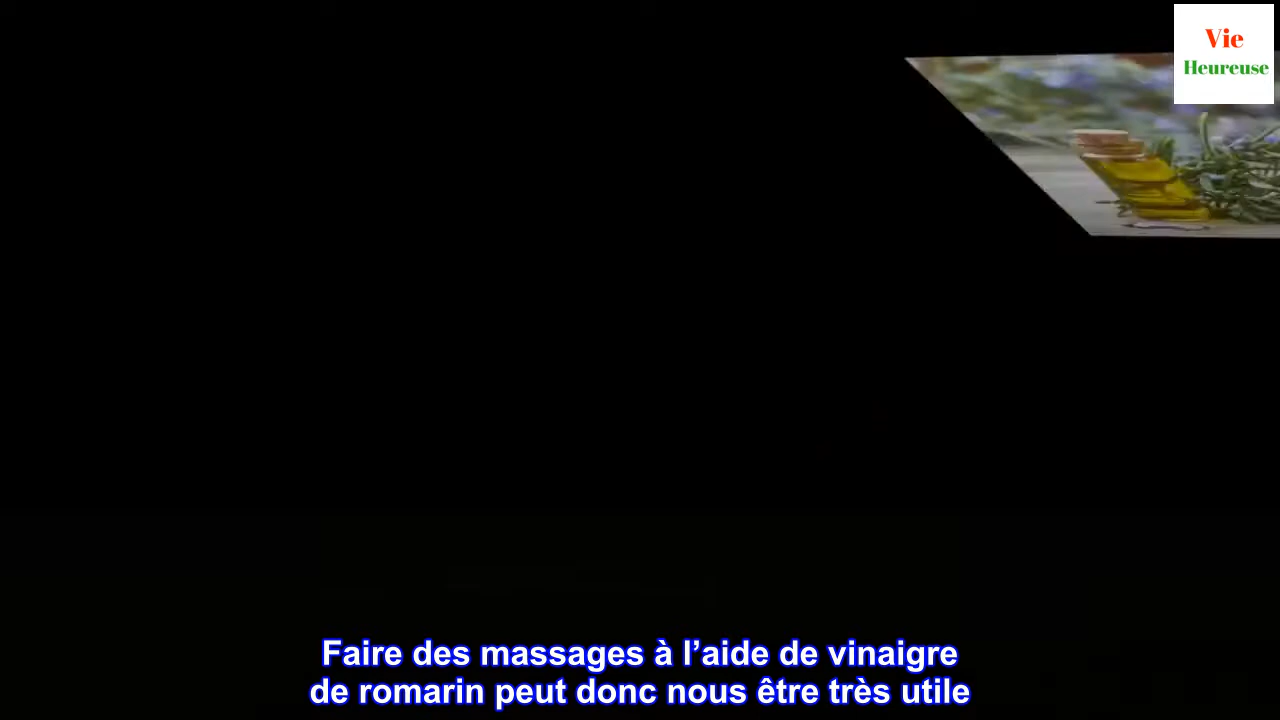 Vie
Heureuse
Faire des massages à l’aide de vinaigre
de romarin peut donc nous être très utile